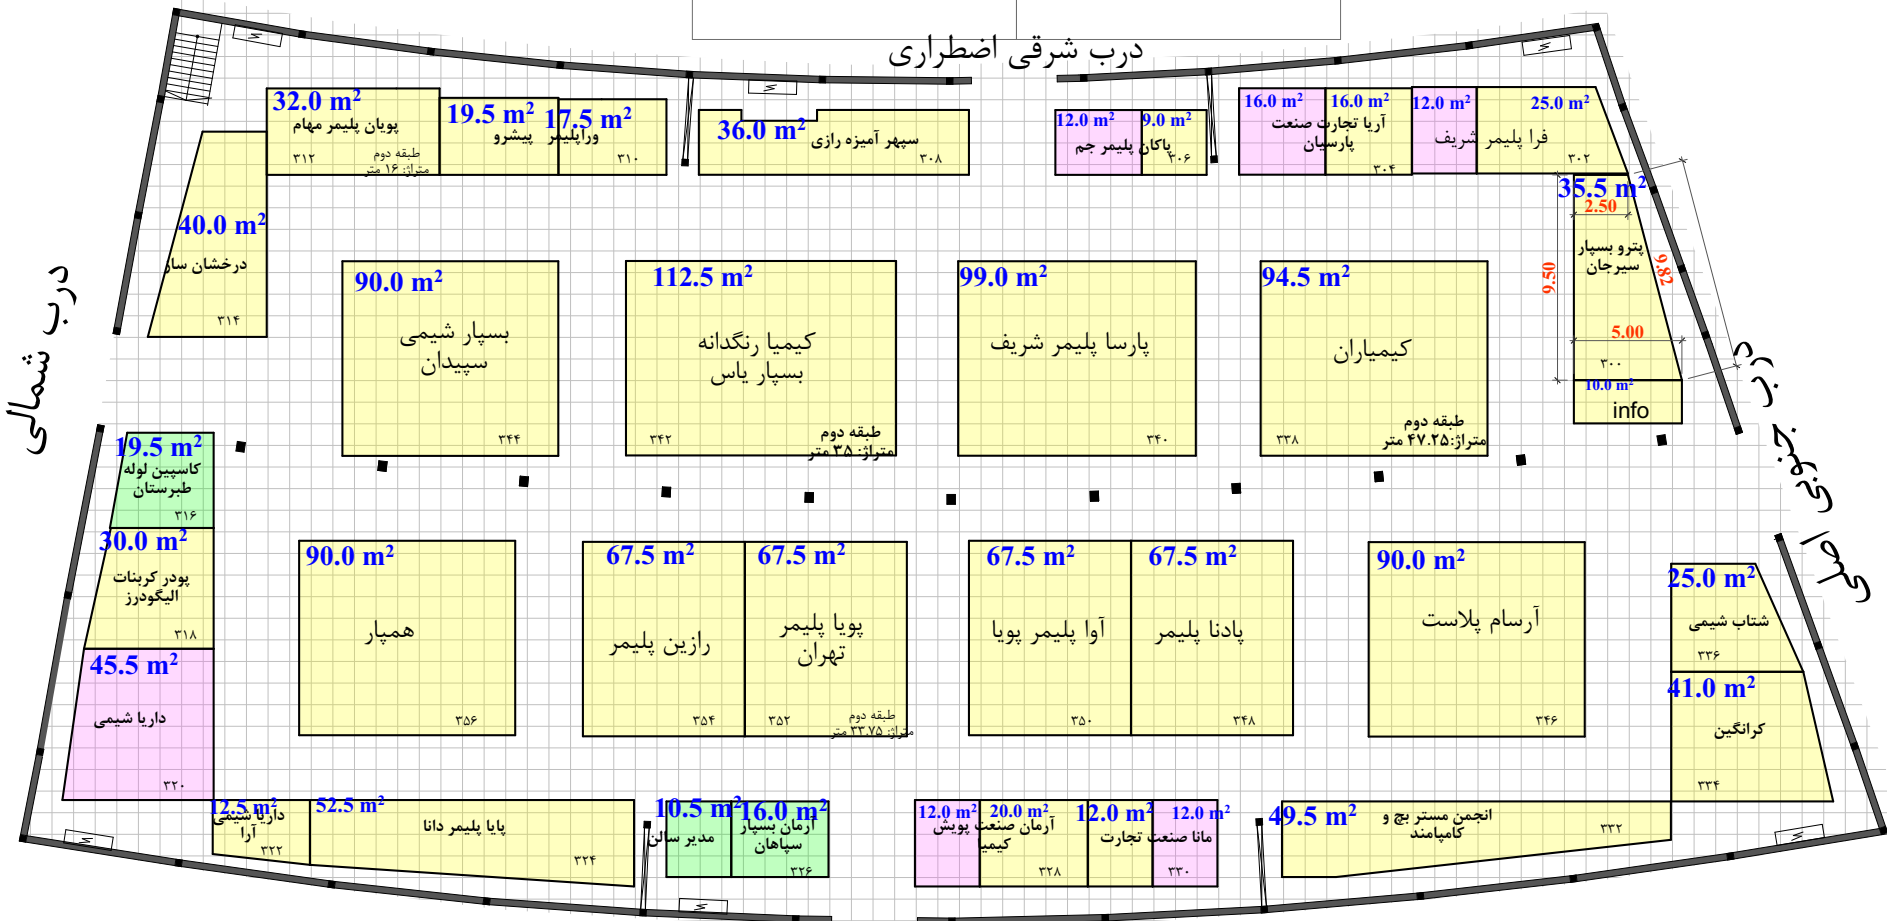 درب شرقی اضطراری
32.0 m²
پویان پلیمر مهام
طبقه دوم
متراژ: ۱۶ متر
۳۱۲
19.5 m²
پیشرو
17.5 m²
وراپلیمر
۳۱۰
36.0 m²
سپهر آمیزه رازی
۳۰۸
12.0 m²
9.0 m²
پاکان پلیمر جم
۳۰۶
16.0 m²
16.0 m²
آریا تجارت صنعت
پارسیان
۳۰۴
12.0 m²
25.0 m²
فرا پلیمر شریف
۳۰۲
35.5 m²
2.50
پترو بسپار
سیرجان
9.50
9.82
5.00
۳۰۰
10.0 m²
info
40.0 m²
درخشان ساز
۳۱۴
درب شمالی
درب جنوبی اصلی
90.0 m²
بسپار شیمی
سپیدان
۳۴۴
112.5 m²
کیمیا رنگدانه
بسپار یاس
۳۴۲
طبقه دوم
متراژ: ۳۵ متر
99.0 m²
پارسا پلیمر شریف
۳۴۰
94.5 m²
کیمیاران
۳۳۸
طبقه دوم
متراژ:۴۷.۲۵ متر
19.5 m²
کاسپین لوله
طبرستان
۳۱۶
30.0 m²
پودر کربنات
الیگودرز
۳۱۸
45.5 m²
داریا شیمی
۳۲۰
90.0 m²
همپار
۳۵۶
67.5 m²
رازین پلیمر
۳۵۴
67.5 m²
پویا پلیمر
تهران
۳۵۲
طبقه دوم
متراژ: ۳۳.۷۵ متر
67.5 m²
آوا پلیمر پویا
۳۵۰
67.5 m²
پادنا پلیمر
۳۴۸
90.0 m²
آرسام پلاست
۳۴۶
25.0 m²
شتاب شیمی
۳۳۶
41.0 m²
کرانگین
۳۳۴
12.5 m²
داریا شیمی
آرا
۳۲۲
52.5 m²
پایا پلیمر دانا
۳۲۴
10.5 m²
مدیر سالن
16.0 m²
آرمان بسپار
سپاهان
۳۲۶
12.0 m²
20.0 m²
آرمان صنعت پویش
کیمیا
۳۲۸
12.0 m²
12.0 m²
مانا صنعت تجارت
۳۳۰
49.5 m²
انجمن مستر بچ و
کامپاند
۳۳۲